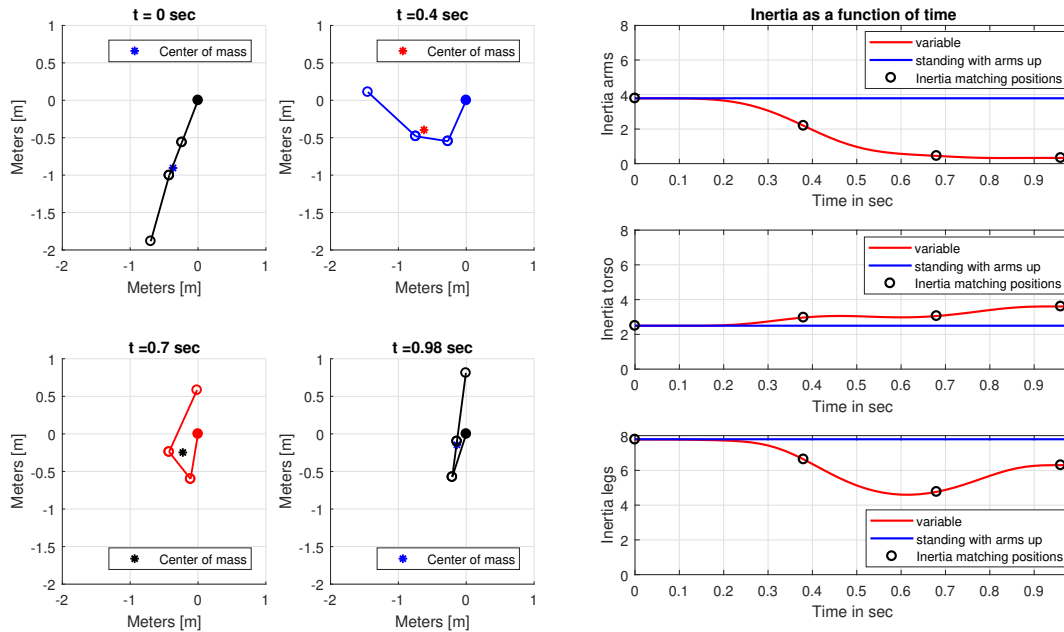 t = 0 sec
Center of mass
1
0.5
0
-0.5
-1
-1.5
-2
Meters [m]
-2
-1
0
1
Meters [m]
t =0.4 sec
Center of mass
1
0.5
0
-0.5
-1
-1.5
-2
Meters [m]
-2
-1
0
1
Meters [m]
t =0.7 sec
Center of mass
1
0.5
0
-0.5
-1
-1.5
-2
Meters [m]
-2
-1
0
1
Meters [m]
t =0.98 sec
Center of mass
1
0.5
0
-0.5
-1
-1.5
-2
Meters [m]
-2
-1
0
1
Meters [m]
Inertia as a function of time
variable
standing with arms up
Inertia matching positions
8
6
4
2
0
Inertia arms
0
0.1
0.2
0.3
0.4
0.5
0.6
0.7
0.8
0.9
Time in sec
variable
standing with arms up
Inertia matching positions
8
6
4
2
0
Inertia torso
0
0.1
0.2
0.3
0.4
0.5
0.6
0.7
0.8
0.9
Time in sec
8
6
4
2
0
Inertia legs
variable
standing with arms up
Inertia matching positions
0
0.1
0.2
0.3
0.4
0.5
0.6
0.7
0.8
0.9
Time in sec